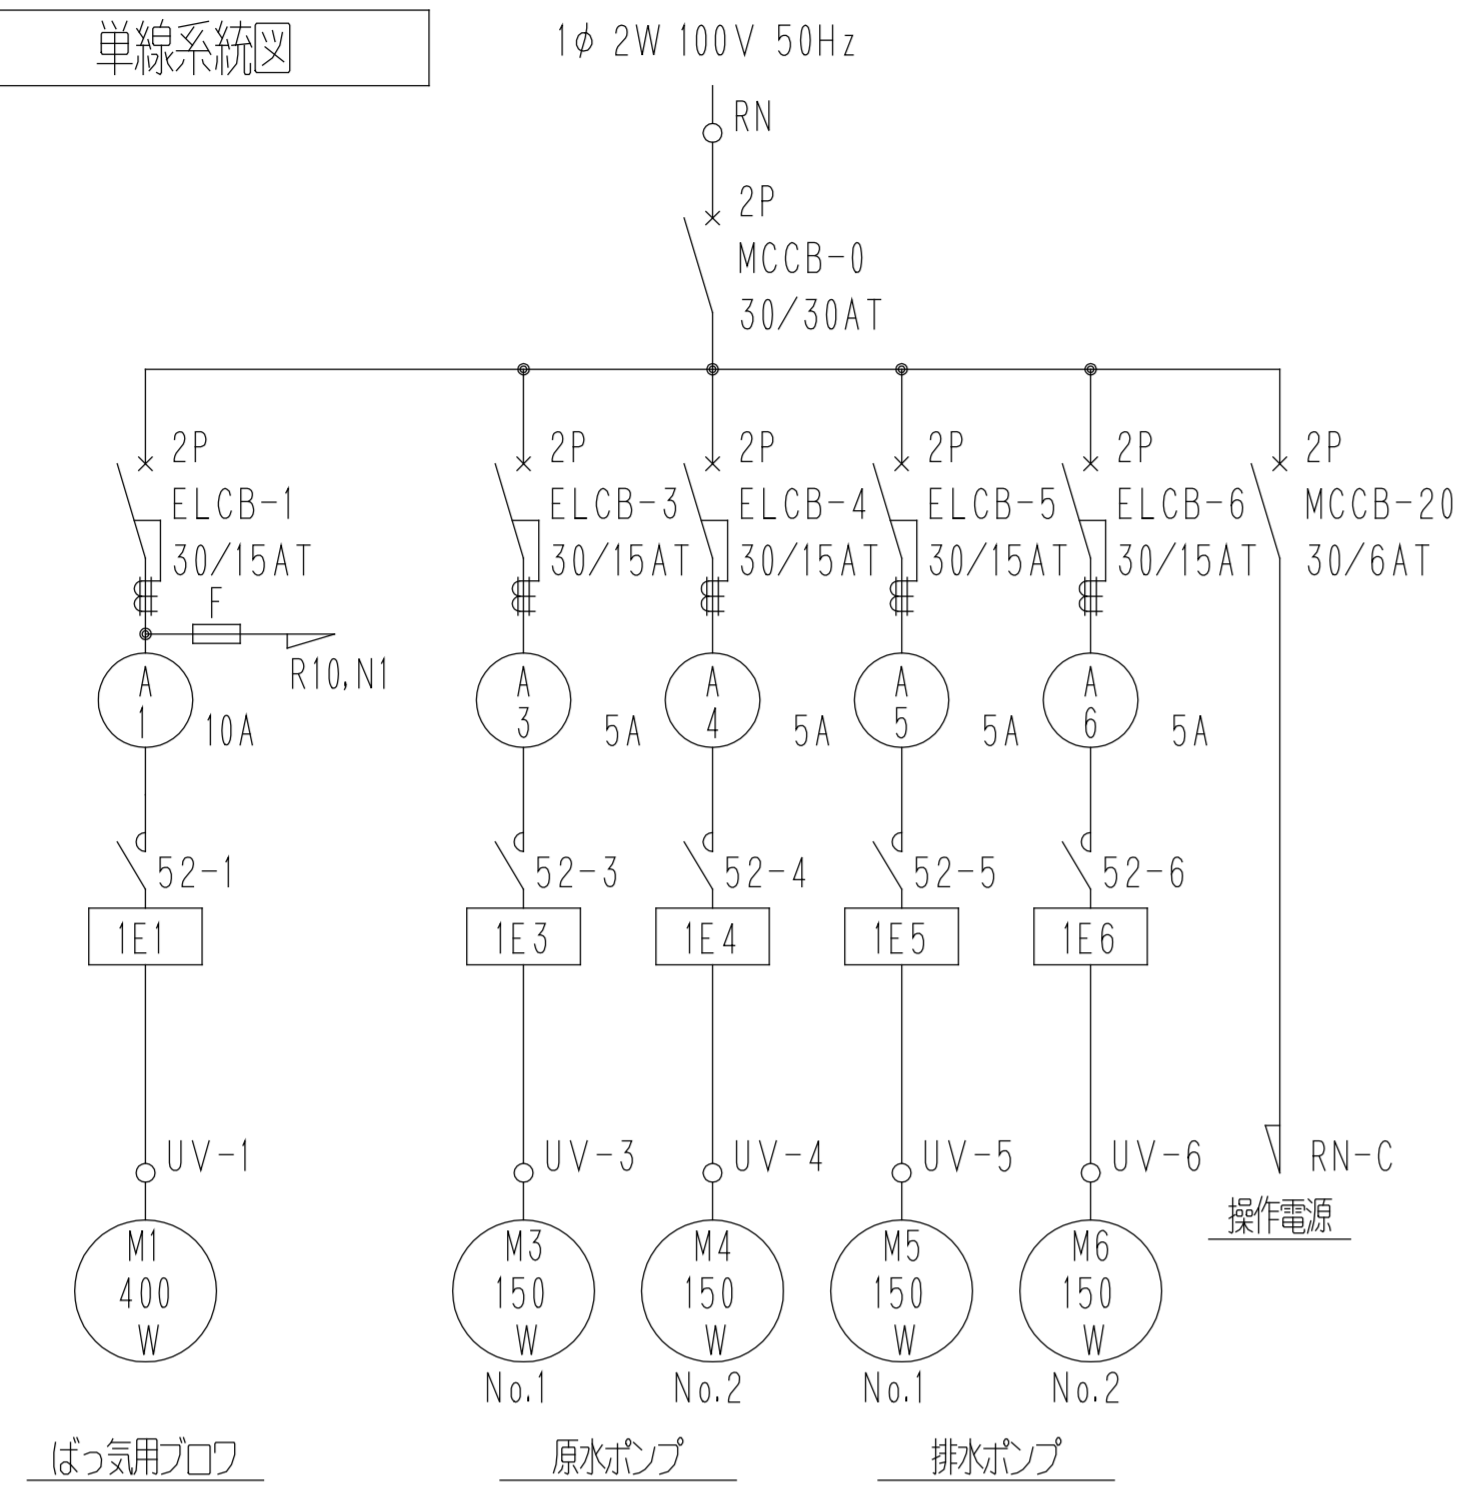 単線系統図
1φ 2W 100V 50Hz
RN
2P
MCCB-0
30/30AT
2P
ELCB-1
30/15AT
F
R10,N1
A
1
10A
52-1
1E1
UV-1
M1
400
W
ばっ気用ブロワ
2P
ELCB-3
30/15AT
A
3
5A
52-3
1E3
UV-3
M3
150
W
No.1
2P
ELCB-4
30/15AT
A
4
5A
52-4
1E4
UV-4
M4
150
W
No.2
原水ポンプ
2P
ELCB-5
30/15AT
A
5
5A
52-5
1E5
UV-5
M5
150
W
No.1
2P
ELCB-6
30/15AT
A
6
5A
52-6
1E6
UV-6
M6
150
W
No.2
排水ポンプ
2P
MCCB-20
30/6AT
RN-C
操作電源